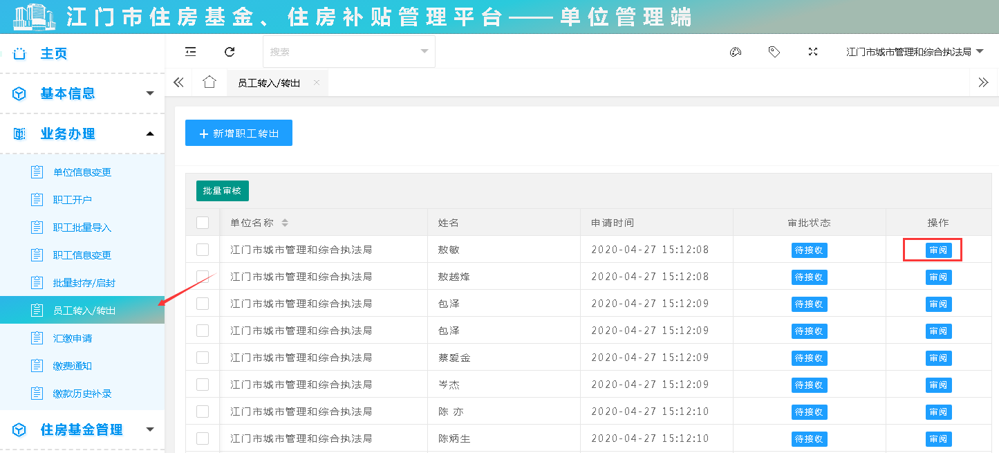 江门市住房基金、住房补贴管理平台——单位管理端
主页
搜索
江门市城市管理和综合执法局
基本信息
员工转入/转出
业务办理
新增职工转出
单位信息变更
职工开户
职工批量导入
职工信息变更
批量封存/启封
员工转入/转出
汇缴申请
缴费通知
缴款历史补录
住房基金管理
批量审核
单位名称 姓名 申请时间 审批状态 操作
江门市城市管理和综合执法局 敖敏 2020-04-27 15:12:08 待接收 审阅
江门市城市管理和综合执法局 敖越烽 2020-04-27 15:12:08 待接收 审阅
江门市城市管理和综合执法局 包泽 2020-04-27 15:12:09 待接收 审阅
江门市城市管理和综合执法局 包泽 2020-04-27 15:12:09 待接收 审阅
江门市城市管理和综合执法局 蔡爱金 2020-04-27 15:12:09 待接收 审阅
江门市城市管理和综合执法局 岑杰 2020-04-27 15:12:09 待接收 审阅
江门市城市管理和综合执法局 陈 亦 2020-04-27 15:12:10 待接收 审阅
江门市城市管理和综合执法局 陈炳生 2020-04-27 15:12:10 待接收 审阅